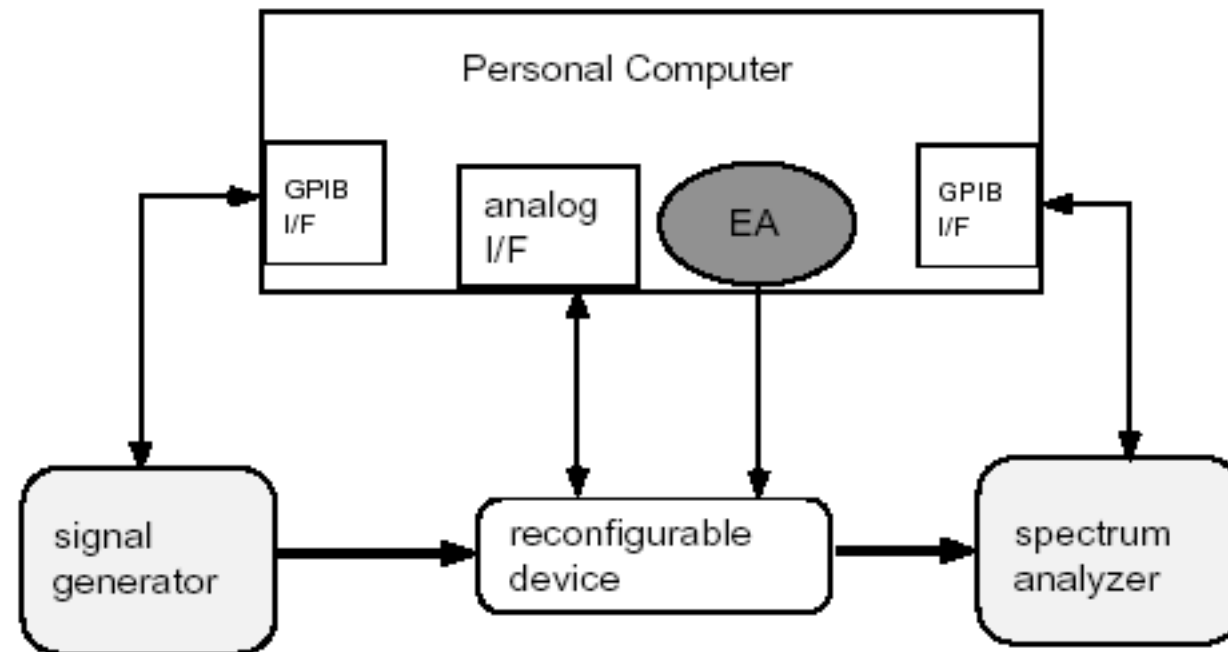 Personal Computer
GPIB
I/F
analog
I/F
EA
GPIB
I/F
signal
generator
reconfigurable
device
spectrum
analyzer